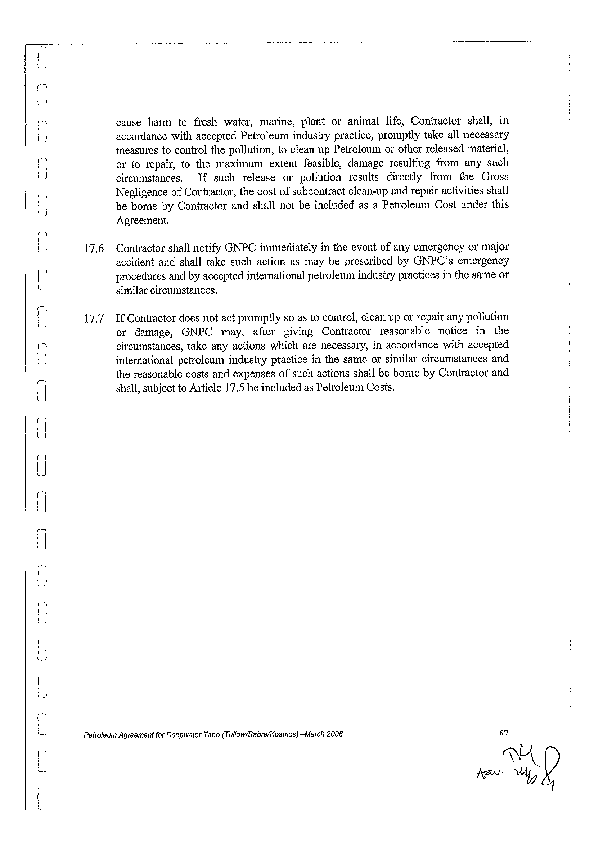 cause harm to fresh water, marine, plant or animal life, Contractor shall, in
accordance with accepted Petroleum industry practice, promptly take all necessary
measures to control the pollution, to clean up Petroleum or other released material,
or to repair, to the maximum extent feasible, damage resulting from any such
circumstances. If such release or pollution results directly from the Gross
Negligence of Contractor, the cost of subcontract clean-up and repair activities shall
be borne by Contractor and shall not be included as a Petroleum Cost under this
Agreement.
17.6 Contractor shall notify GNPC immediately in the event of any emergency or major
accident and shall take such action as may be prescribed by GNPC's emergency
procedures and by accepted international petroleum industry practices in the same or
similar circumstances.
17.7 If Contractor does not act promptly so as to control, clean up or repair any pollution
or damage, GNPC may, after giving Contractor reasonable notice in the
circumstances, take any actions which are necessary, in accordance with accepted
international petroleum industry practice in the same or similar circumstances and
the reasonable costs and expenses of such actions shall be borne by Contractor and
shall, subject to Article 17.5 be included as Petroleum Costs.
Petroleum Agreement for Deepwater Tano (Tullow/Sabre/Kosmos) –March 2006